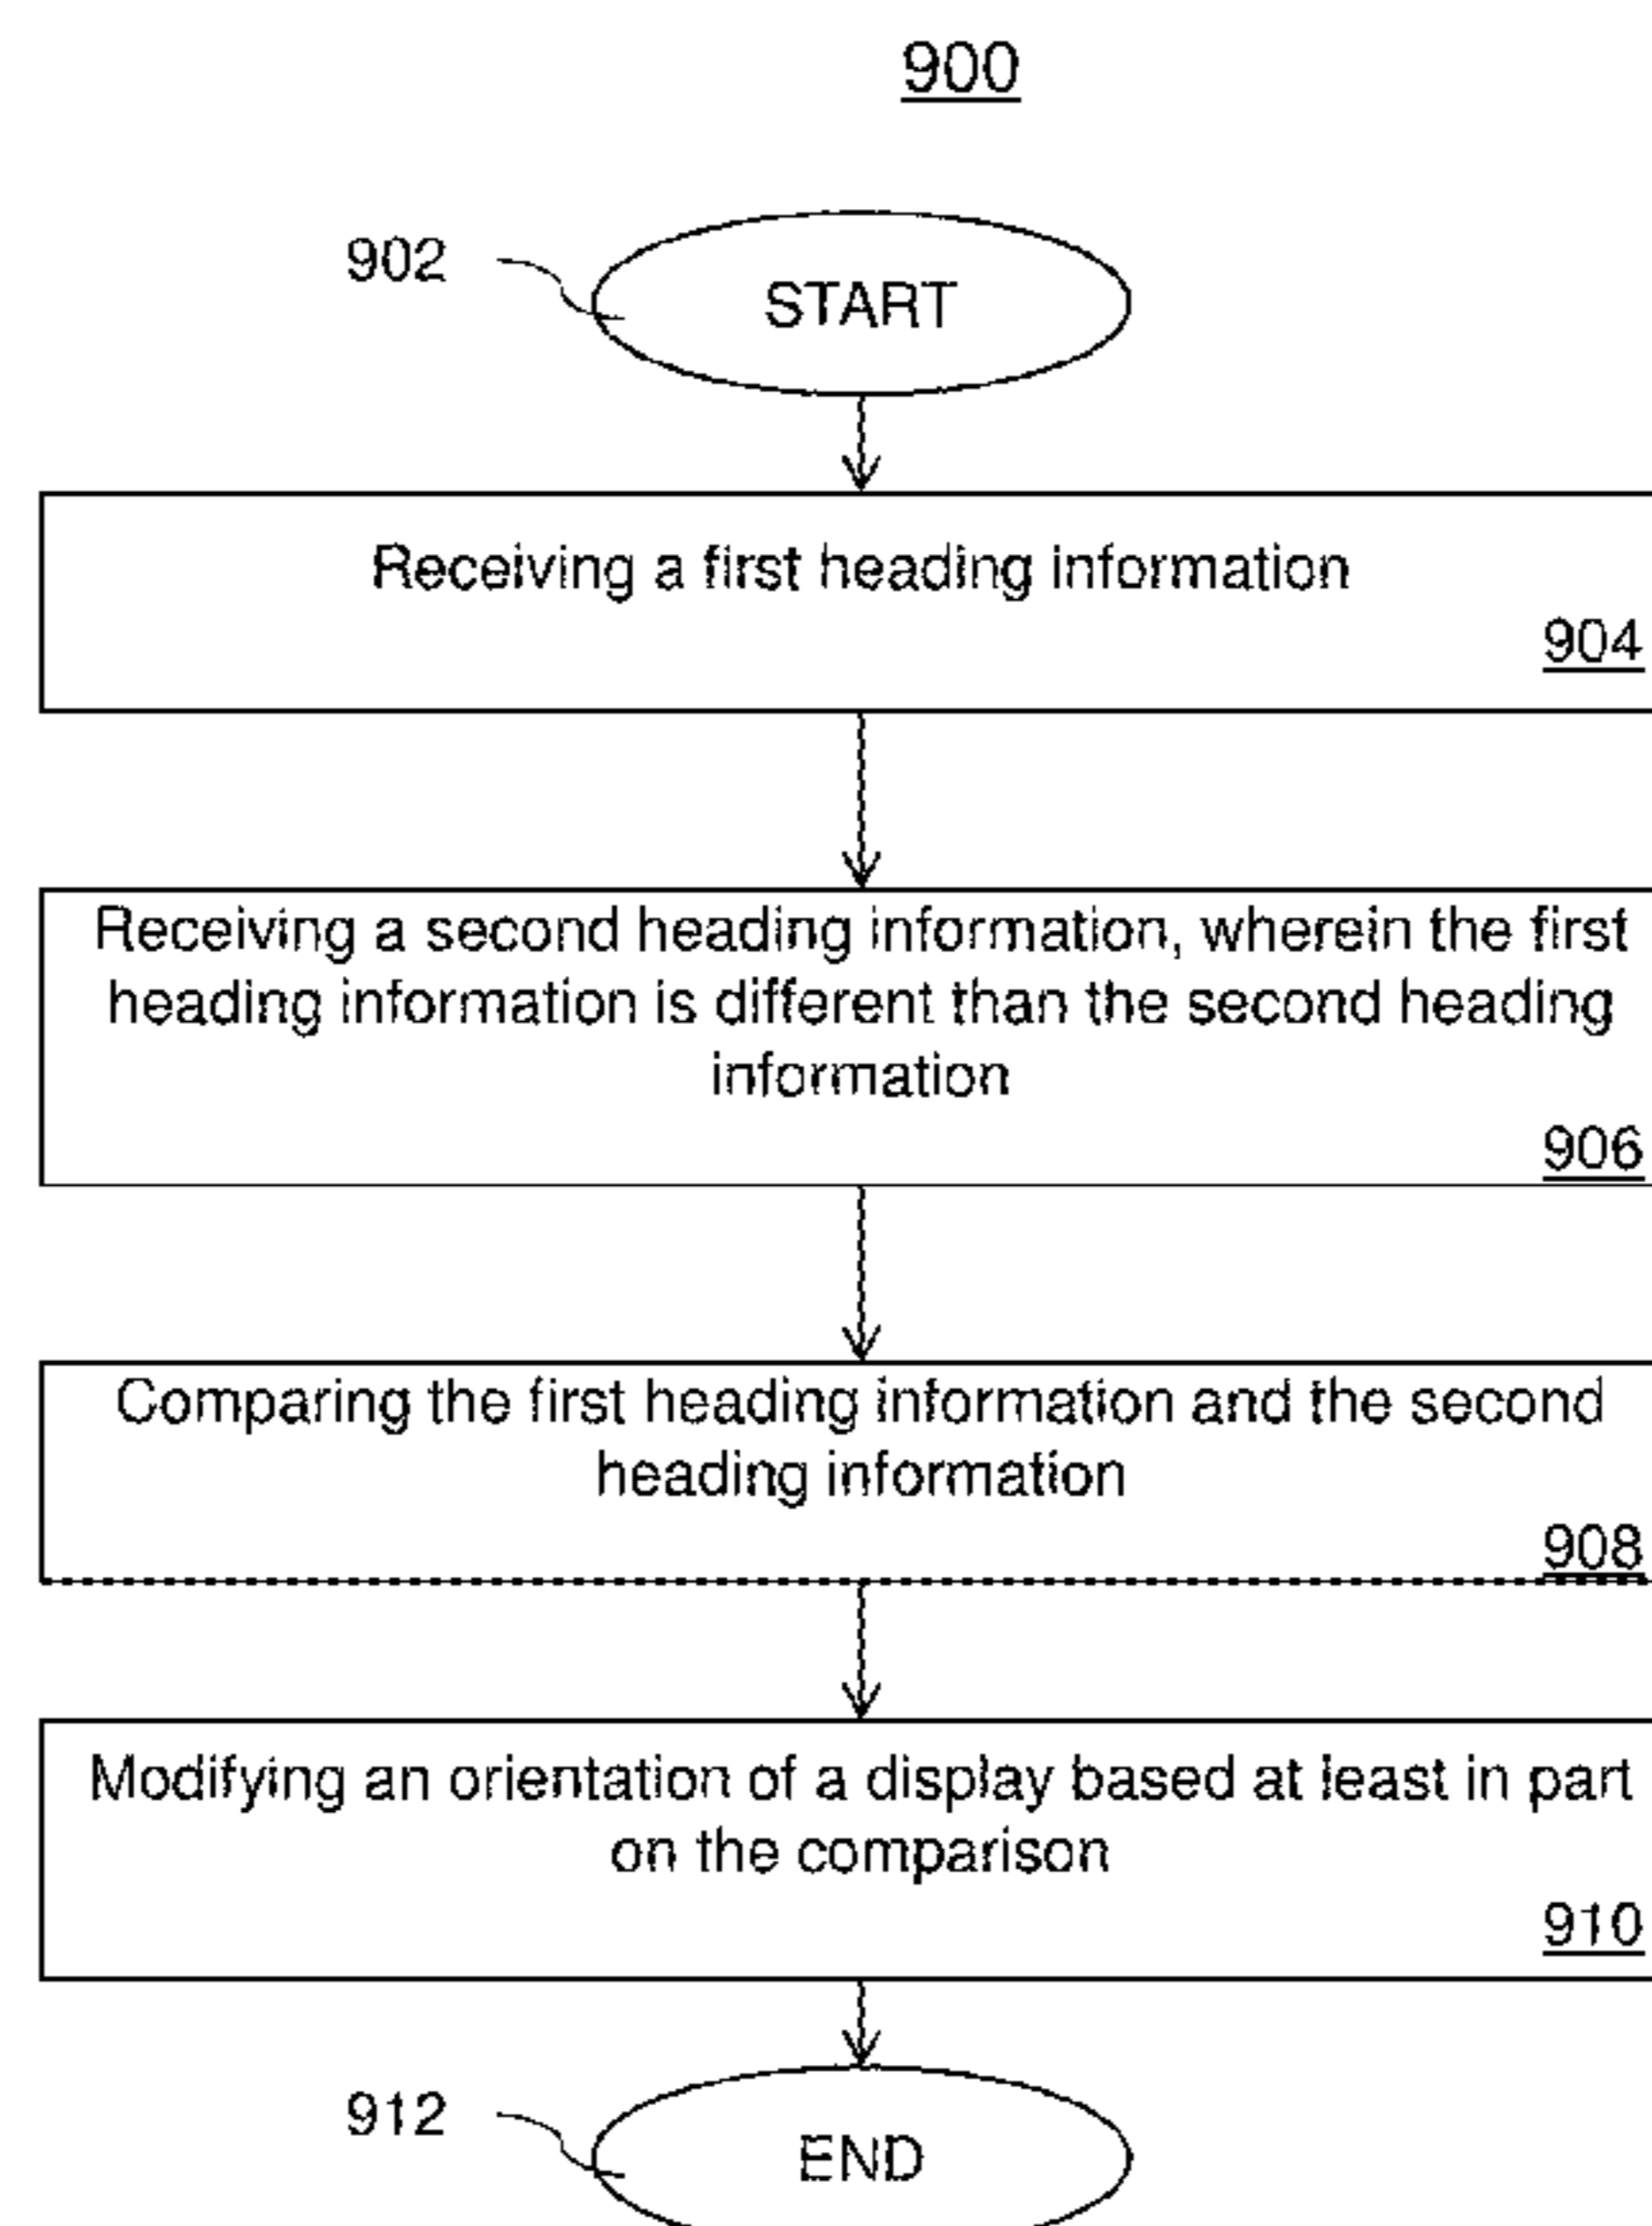 900
902
START
Receiving a first heading information
904
Receiving a second heading information, wherein the first
heading information is different than the second heading
information
906
Comparing the first heading information and the second
heading information
908
Modifying an orientation of a display based at least in part
on the comparison
910
912
END